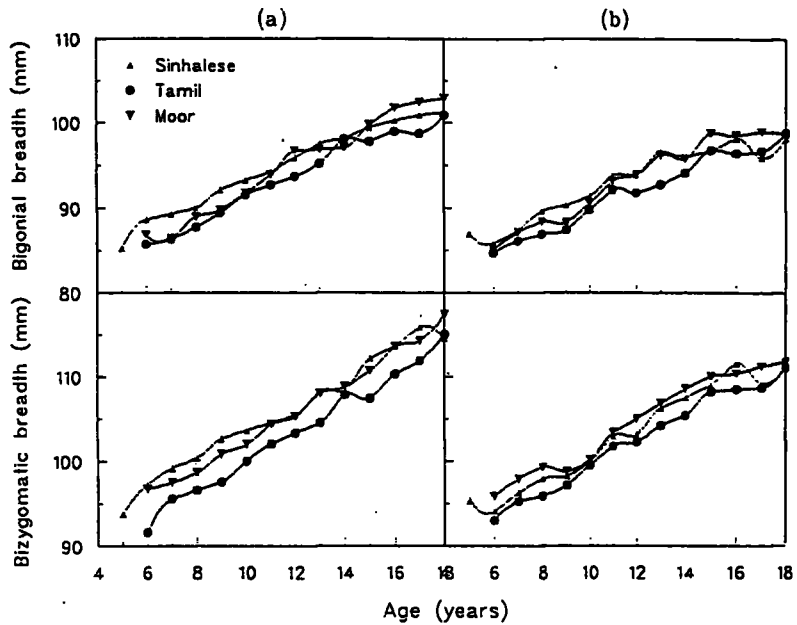 (a) (b)
110
100
90
80
110
100
90
Bigonial breadth (mm)
Bizygomatic breadth (mm)
Sinhalese
Tamil
Moor
4 6 8 10 12 14 16 18 6 8 10 12 14 16 18
Age (years)